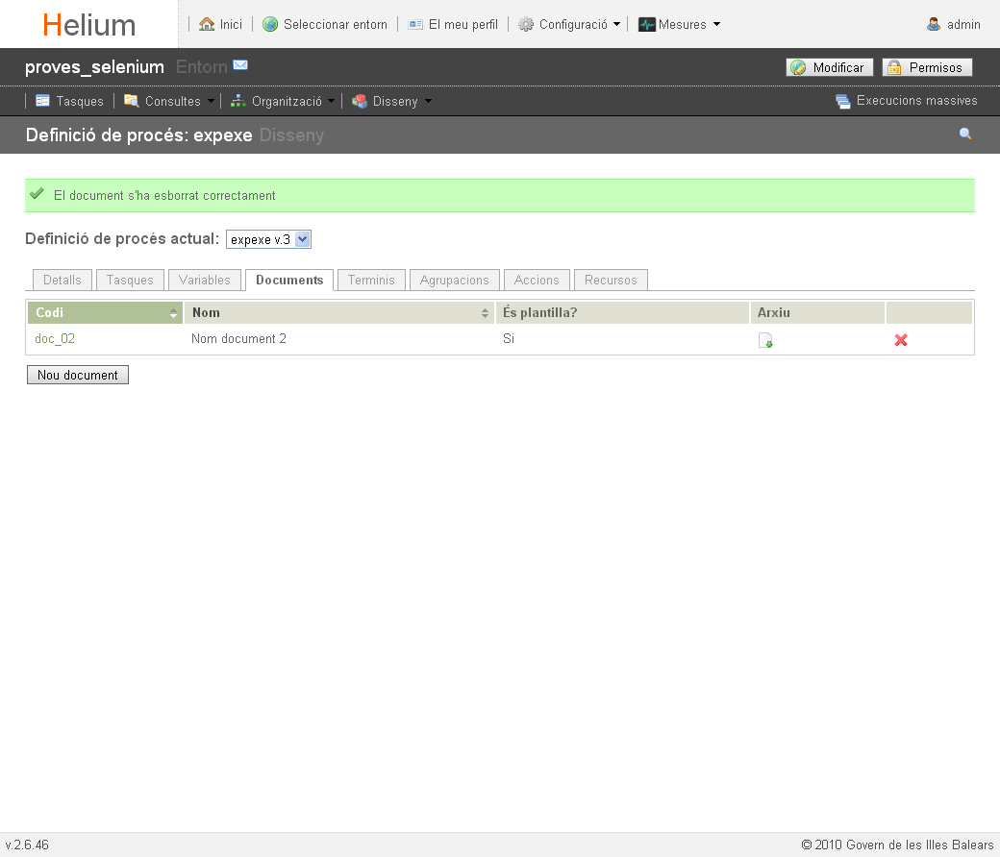 Helium Inici Seleccionar entorn El meu perfil Configuració Mesures admin
proves_selenium Entorn Modificar Permisos
Tasques Consultes Organització Disseny Execucions massives
Definició de procés: expexe Disseny
El document s'ha esborrat correctament
Definició de procés actual: expexe v.3
Detalls Tasques Variables Documents Terminis Agrupacions Accions Recursos
Codi Nom És plantilla? Arxiu
doc_02 Nom document 2 Si
Nou document
v.2.6.46 © 2010 Govern de les Illes Balears